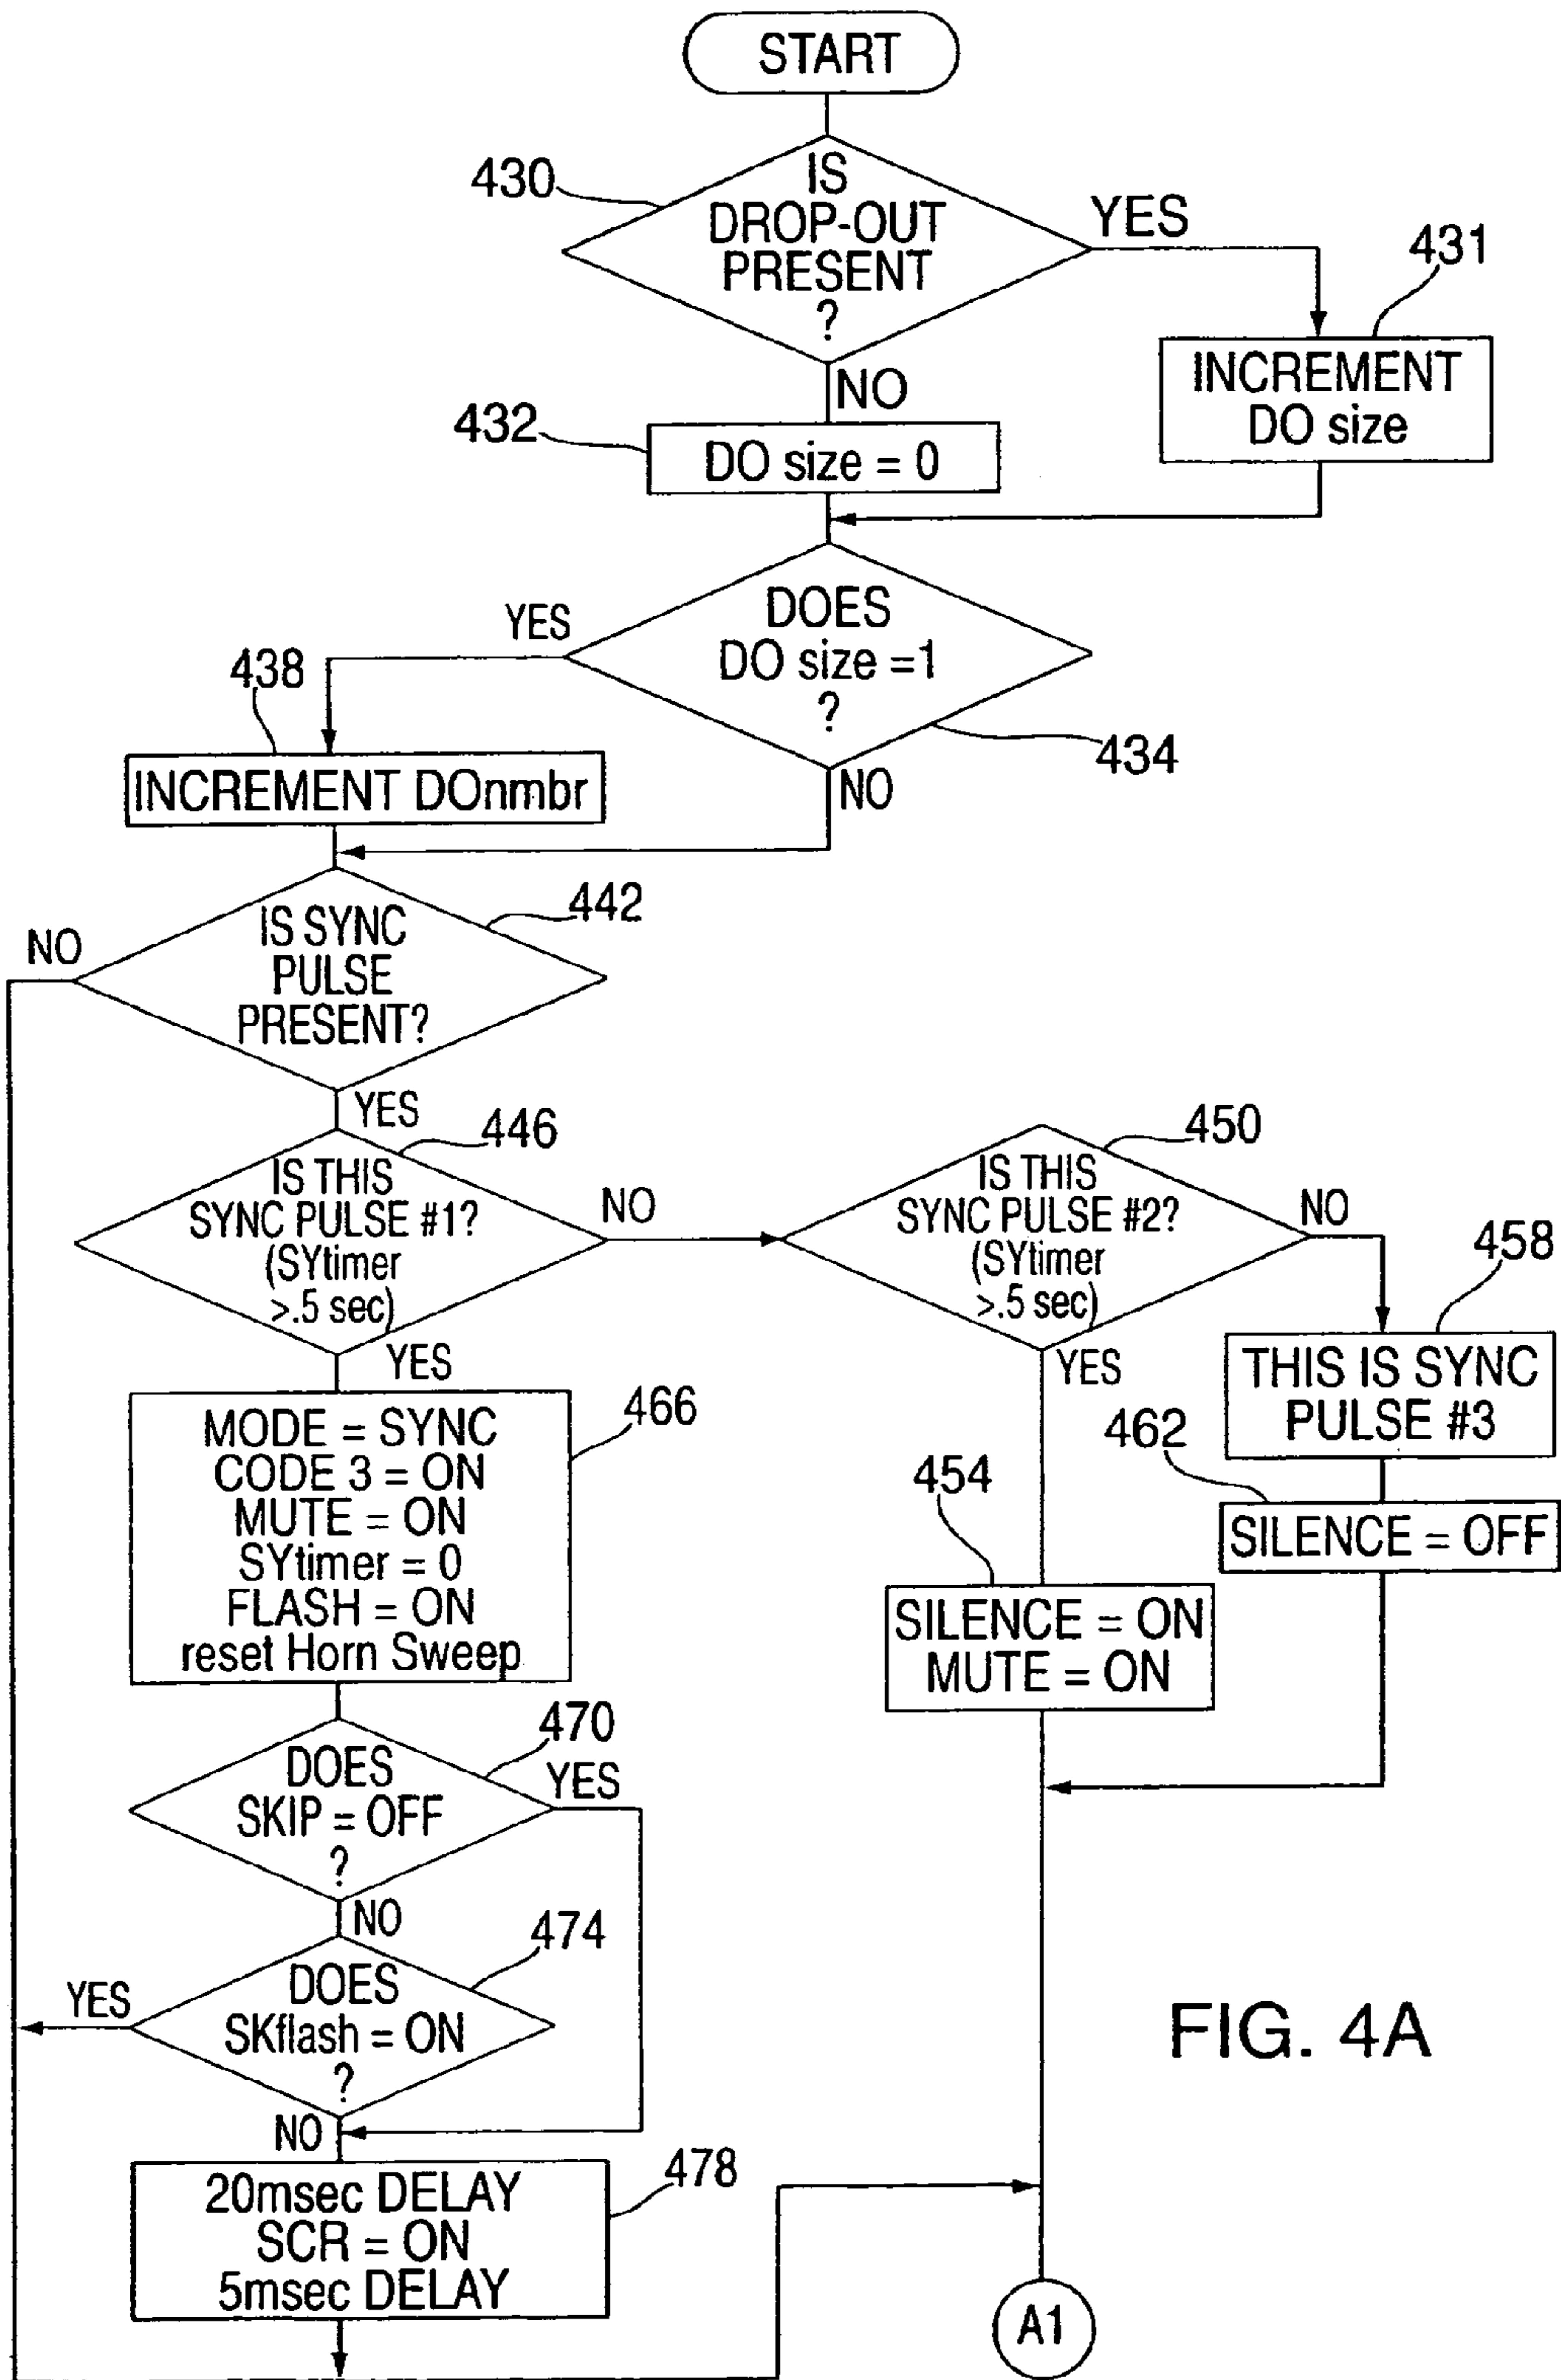 START
430
IS
DROP-OUT
PRESENT
?
YES
431
INCREMENT
DO size
NO
432
DO size = 0
YES
DOES
DO size =1
?
434
438
INCREMENT DOnmbr
NO
442
NO
IS SYNC
PULSE
PRESENT?
YES
446
IS THIS
SYNC PULSE #1?
(SYtimer
>.5 sec)
NO
450
IS THIS
SYNC PULSE #2?
(SYtimer
>.5 sec)
NO
458
THIS IS SYNC
PULSE #3
YES
YES
466
MODE = SYNC
CODE 3 = ON
MUTE = ON
SYtimer = 0
FLASH = ON
reset Horn Sweep
462
SILENCE = OFF
454
SILENCE = ON
MUTE = ON
470
DOES
SKIP = OFF
?
YES
NO
474
YES
DOES
SKflash = ON
?
NO
FIG. 4A
478
20msec DELAY
SCR = ON
5msec DELAY
A1